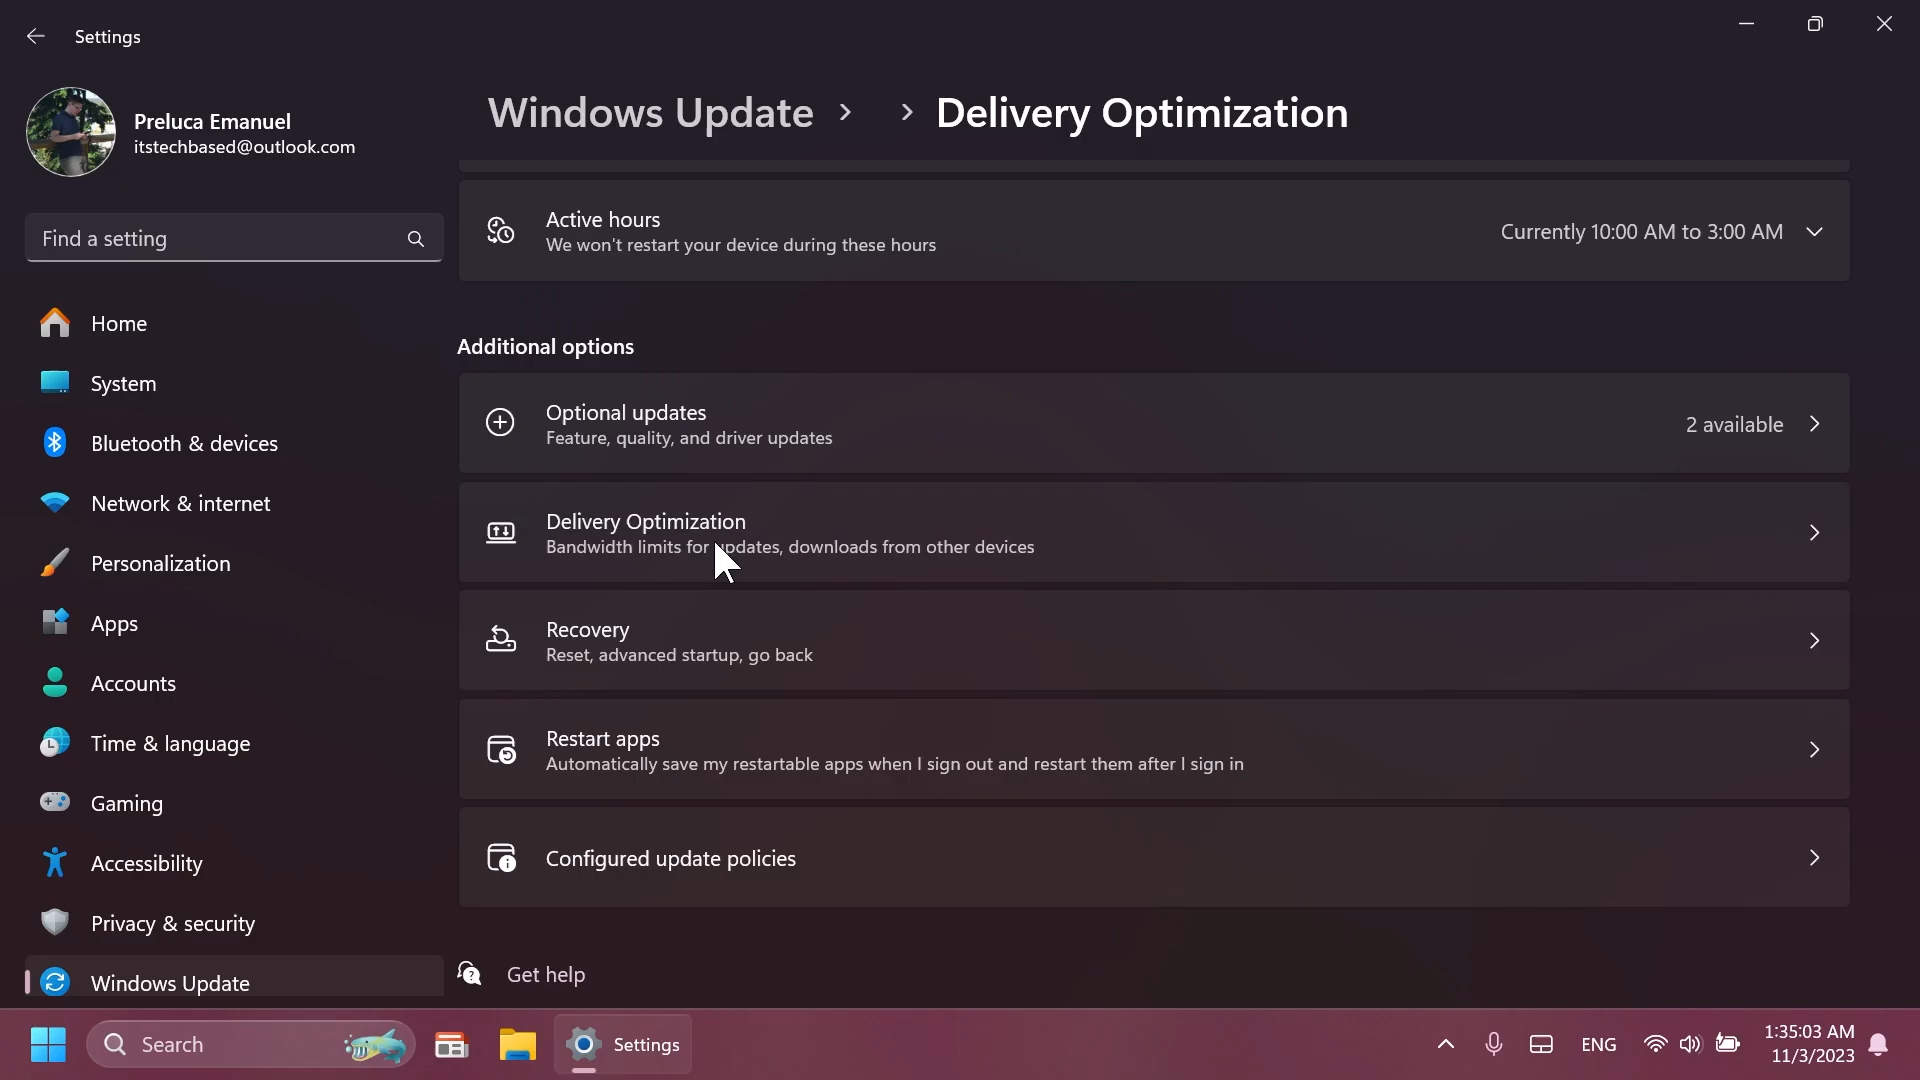 Settings
Preluca Emanuel
itstechbased@outlook.com
Find a setting
Home
System
Bluetooth & devices
Network & internet
Personalization
Apps
Accounts
Time & language
Gaming
Accessibility
Privacy & security
Windows Update
Windows Update > > Delivery Optimization
Active hours
We won't restart your device during these hours
Currently 10:00 AM to 3:00 AM
Additional options
Optional updates
Feature, quality, and driver updates
2 available
Delivery Optimization
Bandwidth limits for updates, downloads from other devices
Recovery
Reset, advanced startup, go back
Restart apps
Automatically save my restartable apps when I sign out and restart them after I sign in
Configured update policies
Get help
Search
Settings
ENG
1:35:03 AM
11/3/2023